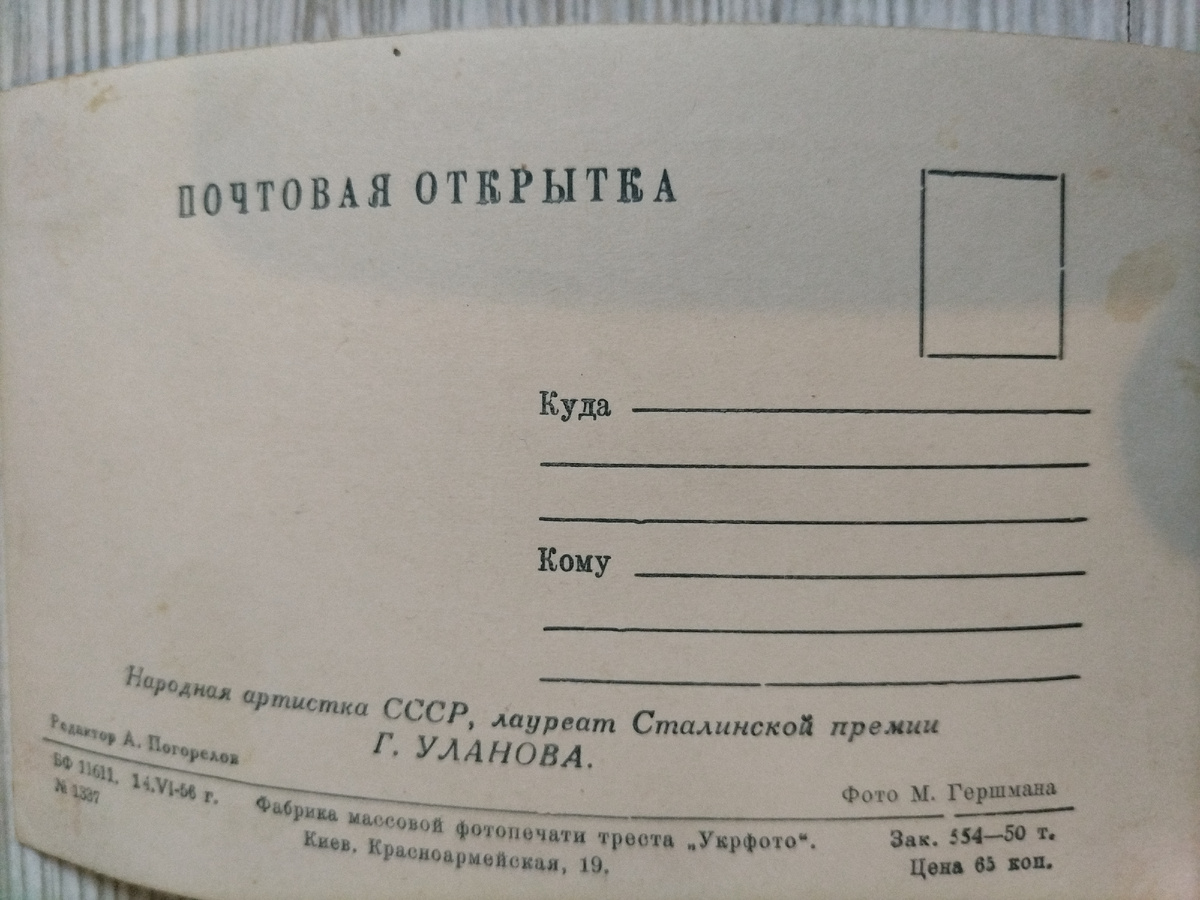 ПОЧТОВАЯ ОТКРЫТКА
Куда
Кому
Народная артистка СССР, лауреат Сталинской премии
Г. УЛАНОВА.
Редактор А. Погорелов
Фото М. Гершмана
БФ 11611. 14.VI-56 г.
№ 1337
Фабрика массовой фотопечати треста „Укрфото“.
Киев, Красноармейская, 19.
Зак. 554—50 т.
Цена 65 коп.